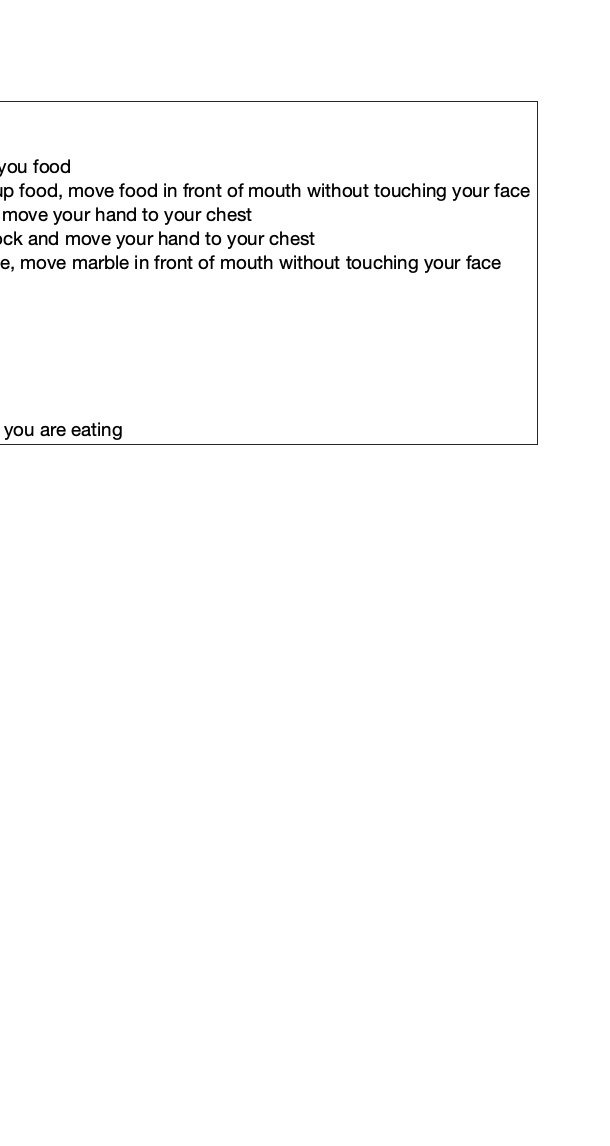 you food
up food, move food in front of mouth without touching your face
move your hand to your chest
ock and move your hand to your chest
e, move marble in front of mouth without touching your face
you are eating